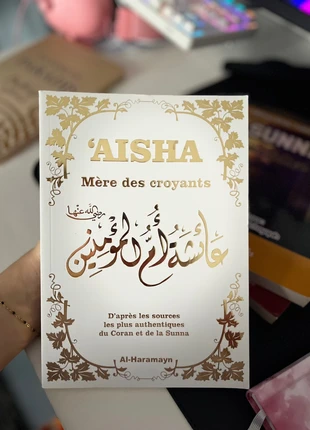 'AISHA
Mère des croyants
رضي الله عنها
عائشة أم المؤمنين
D'après les sources
les plus authentiques
du Coran et de la Sunna
Al-Haramayn
SUNN